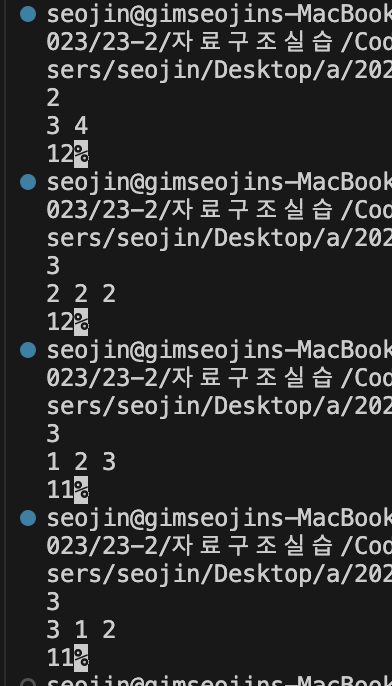 seojin@gimseojins-MacBook
023/23-2/자료구조실습/Cod
sers/seojin/Desktop/a/202
2
3 4
12%
seojin@gimseojins-MacBook
023/23-2/자료구조실습/Cod
sers/seojin/Desktop/a/202
3
2 2 2
12%
seojin@gimseojins-MacBook
023/23-2/자료구조실습/Cod
sers/seojin/Desktop/a/202
3
1 2 3
11%
seojin@gimseojins-MacBook
023/23-2/자료구조실습/Cod
sers/seojin/Desktop/a/202
3
3 1 2
11%
seojin@gimseojins-MacBook